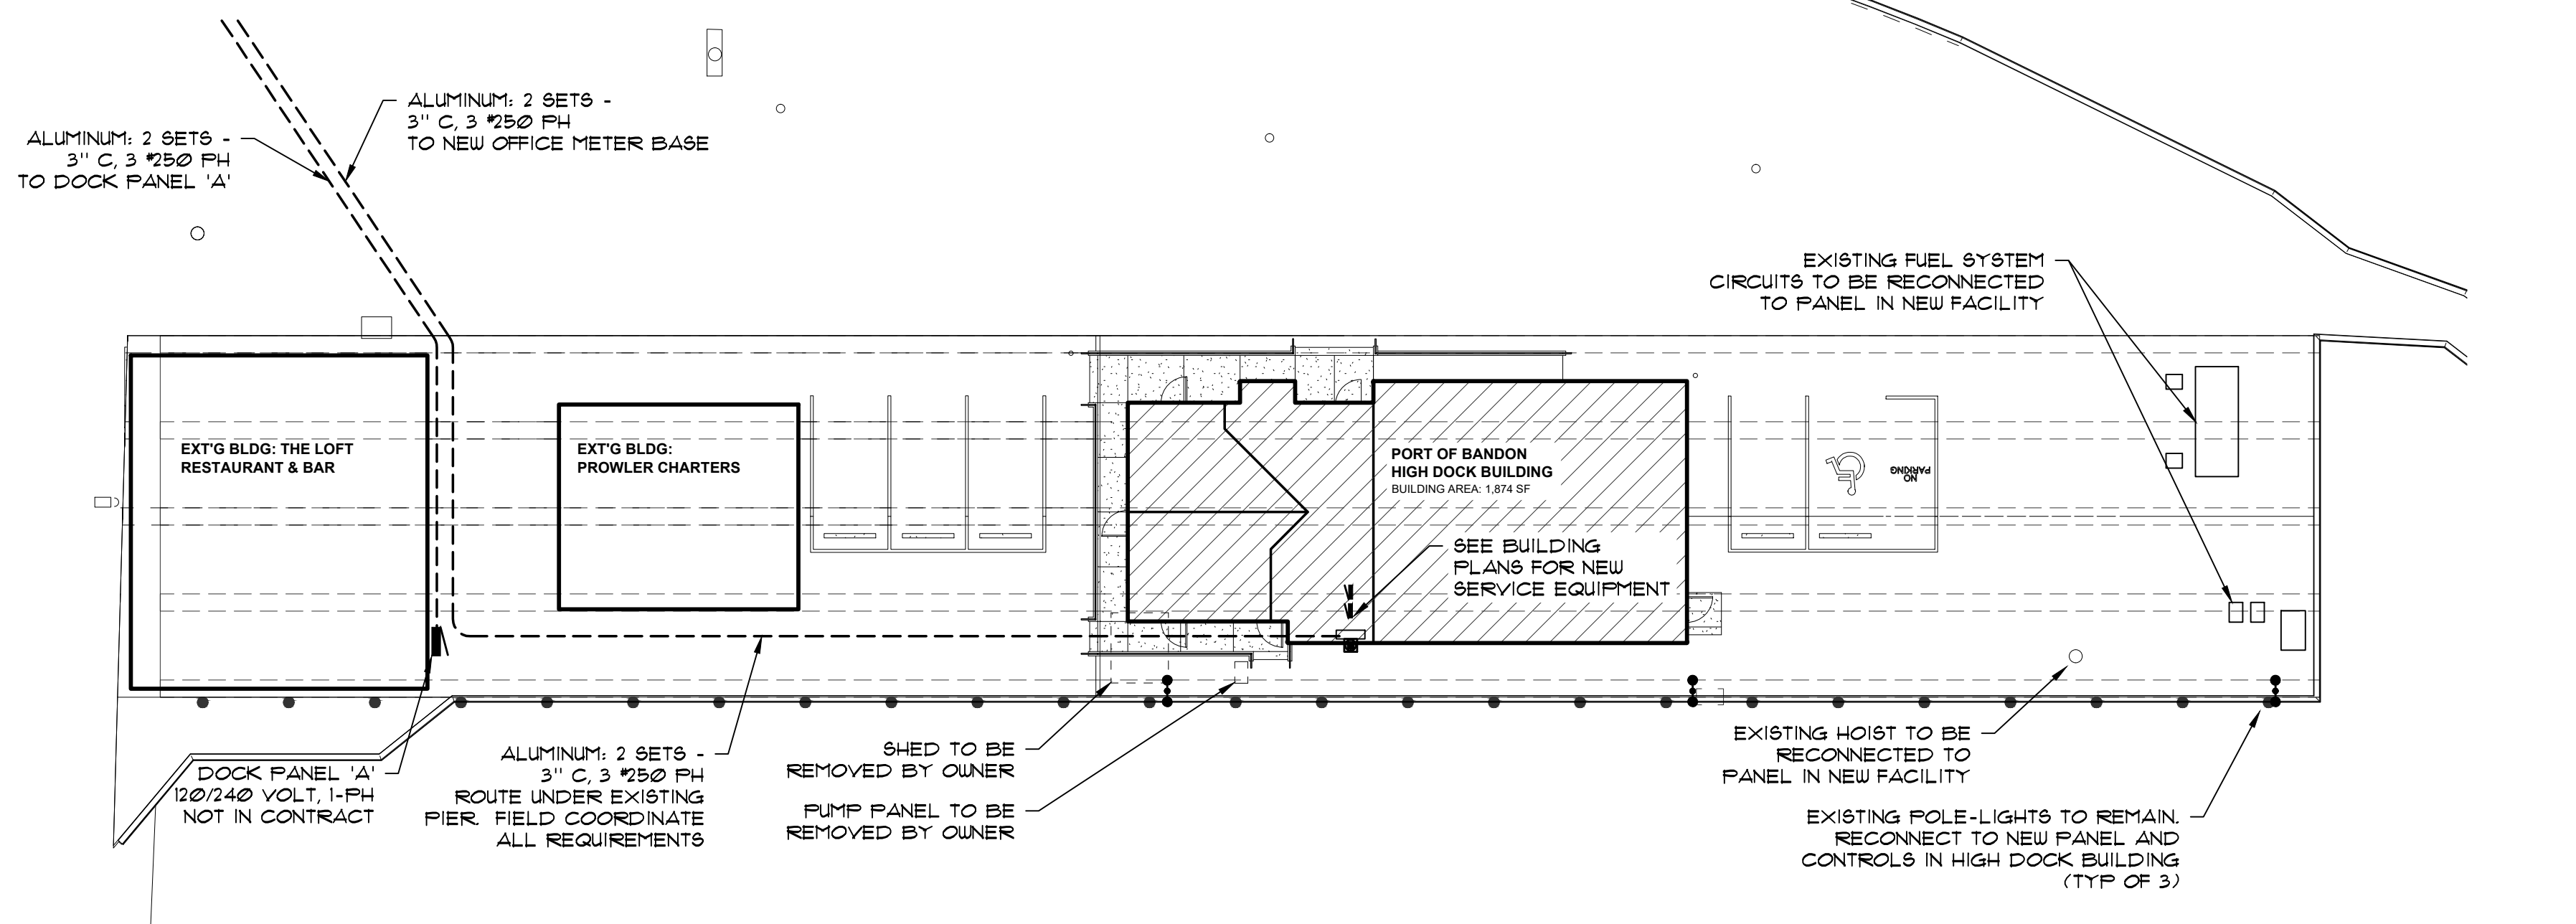 ALUMINUM: 2 SETS -
3" C, 3 #250 PH
TO NEW OFFICE METER BASE
ALUMINUM: 2 SETS -
3" C, 3 #250 PH
TO DOCK PANEL 'A'
EXISTING FUEL SYSTEM
CIRCUITS TO BE RECONNECTED
TO PANEL IN NEW FACILITY
EXT'G BLDG: THE LOFT
RESTAURANT & BAR
EXT'G BLDG:
PROWLER CHARTERS
PORT OF BANDON
HIGH DOCK BUILDING
BUILDING AREA: 1,874 SF
NO
PARKING
SEE BUILDING
PLANS FOR NEW
SERVICE EQUIPMENT
DOCK PANEL 'A'
120/240 VOLT, 1-PH
NOT IN CONTRACT
ALUMINUM: 2 SETS -
3" C, 3 #250 PH
ROUTE UNDER EXISTING
PIER. FIELD COORDINATE
ALL REQUIREMENTS
SHED TO BE
REMOVED BY OWNER
PUMP PANEL TO BE
REMOVED BY OWNER
EXISTING HOIST TO BE
RECONNECTED TO
PANEL IN NEW FACILITY
EXISTING POLE-LIGHTS TO REMAIN.
RECONNECT TO NEW PANEL AND
CONTROLS IN HIGH DOCK BUILDING
(TYP OF 3)